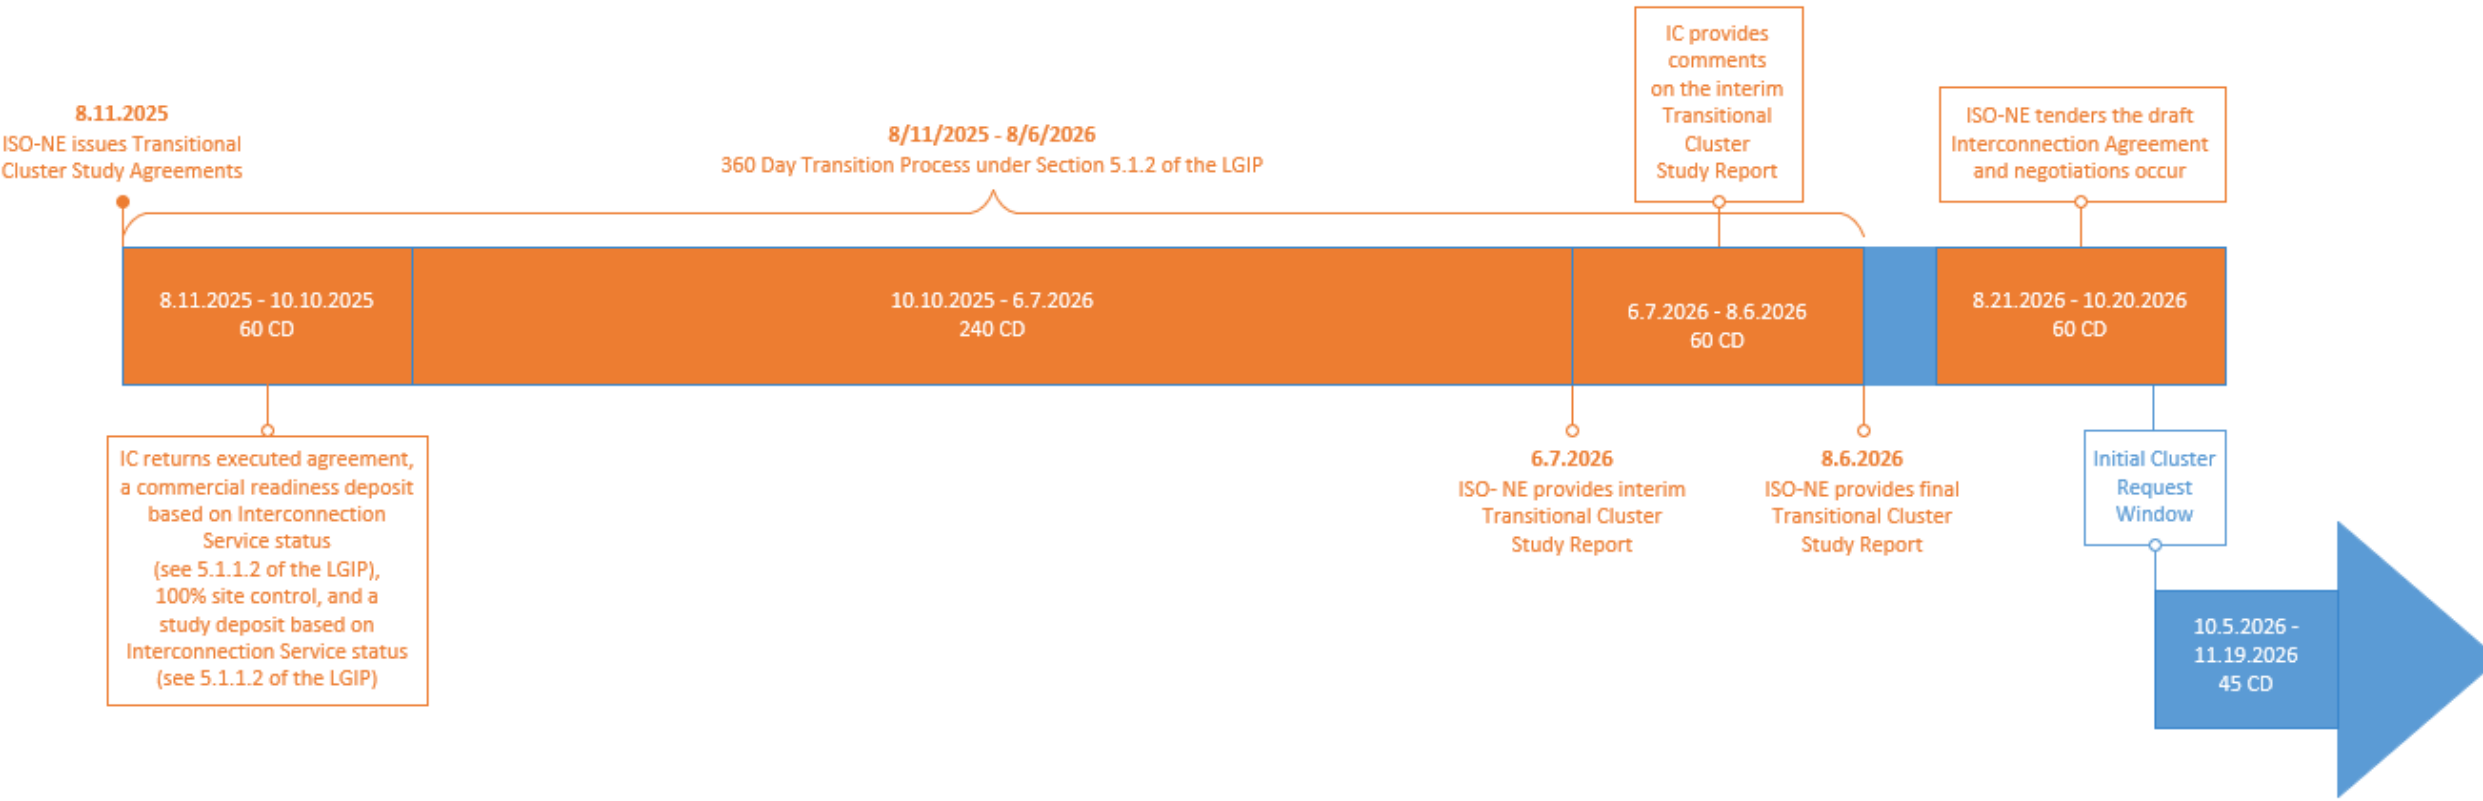 8.11.2025
ISO-NE issues Transitional
Cluster Study Agreements
8/11/2025 - 8/6/2026
360 Day Transition Process under Section 5.1.2 of the LGIP
IC provides
comments
on the interim
Transitional
Cluster
Study Report
ISO-NE tenders the draft
Interconnection Agreement
and negotiations occur
8.11.2025 - 10.10.2025
60 CD
10.10.2025 - 6.7.2026
240 CD
6.7.2026 - 8.6.2026
60 CD
8.21.2026 - 10.20.2026
60 CD
IC returns executed agreement,
a commercial readiness deposit
based on Interconnection
Service status
(see 5.1.1.2 of the LGIP),
100% site control, and a
study deposit based on
Interconnection Service status
(see 5.1.1.2 of the LGIP)
6.7.2026
ISO- NE provides interim
Transitional Cluster
Study Report
8.6.2026
ISO-NE provides final
Transitional Cluster
Study Report
Initial Cluster
Request
Window
10.5.2026 -
11.19.2026
45 CD